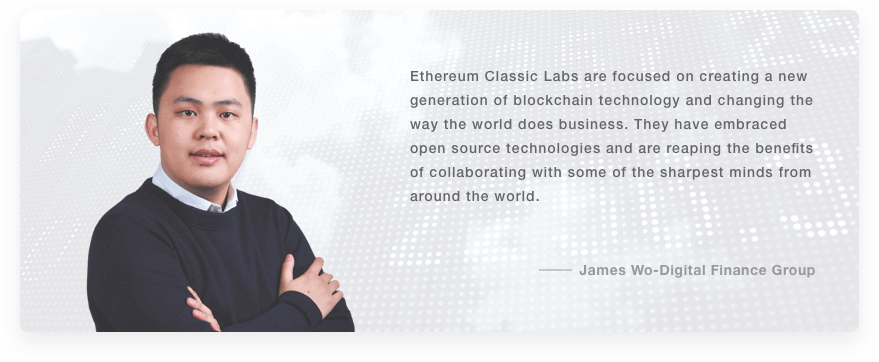 Ethereum Classic Labs are focused on creating a new
generation of blockchain technology and changing the
way the world does business. They have embraced
open source technologies and are reaping the benefits
of collaborating with some of the sharpest minds from
around the world.
James Wo-Digital Finance Group